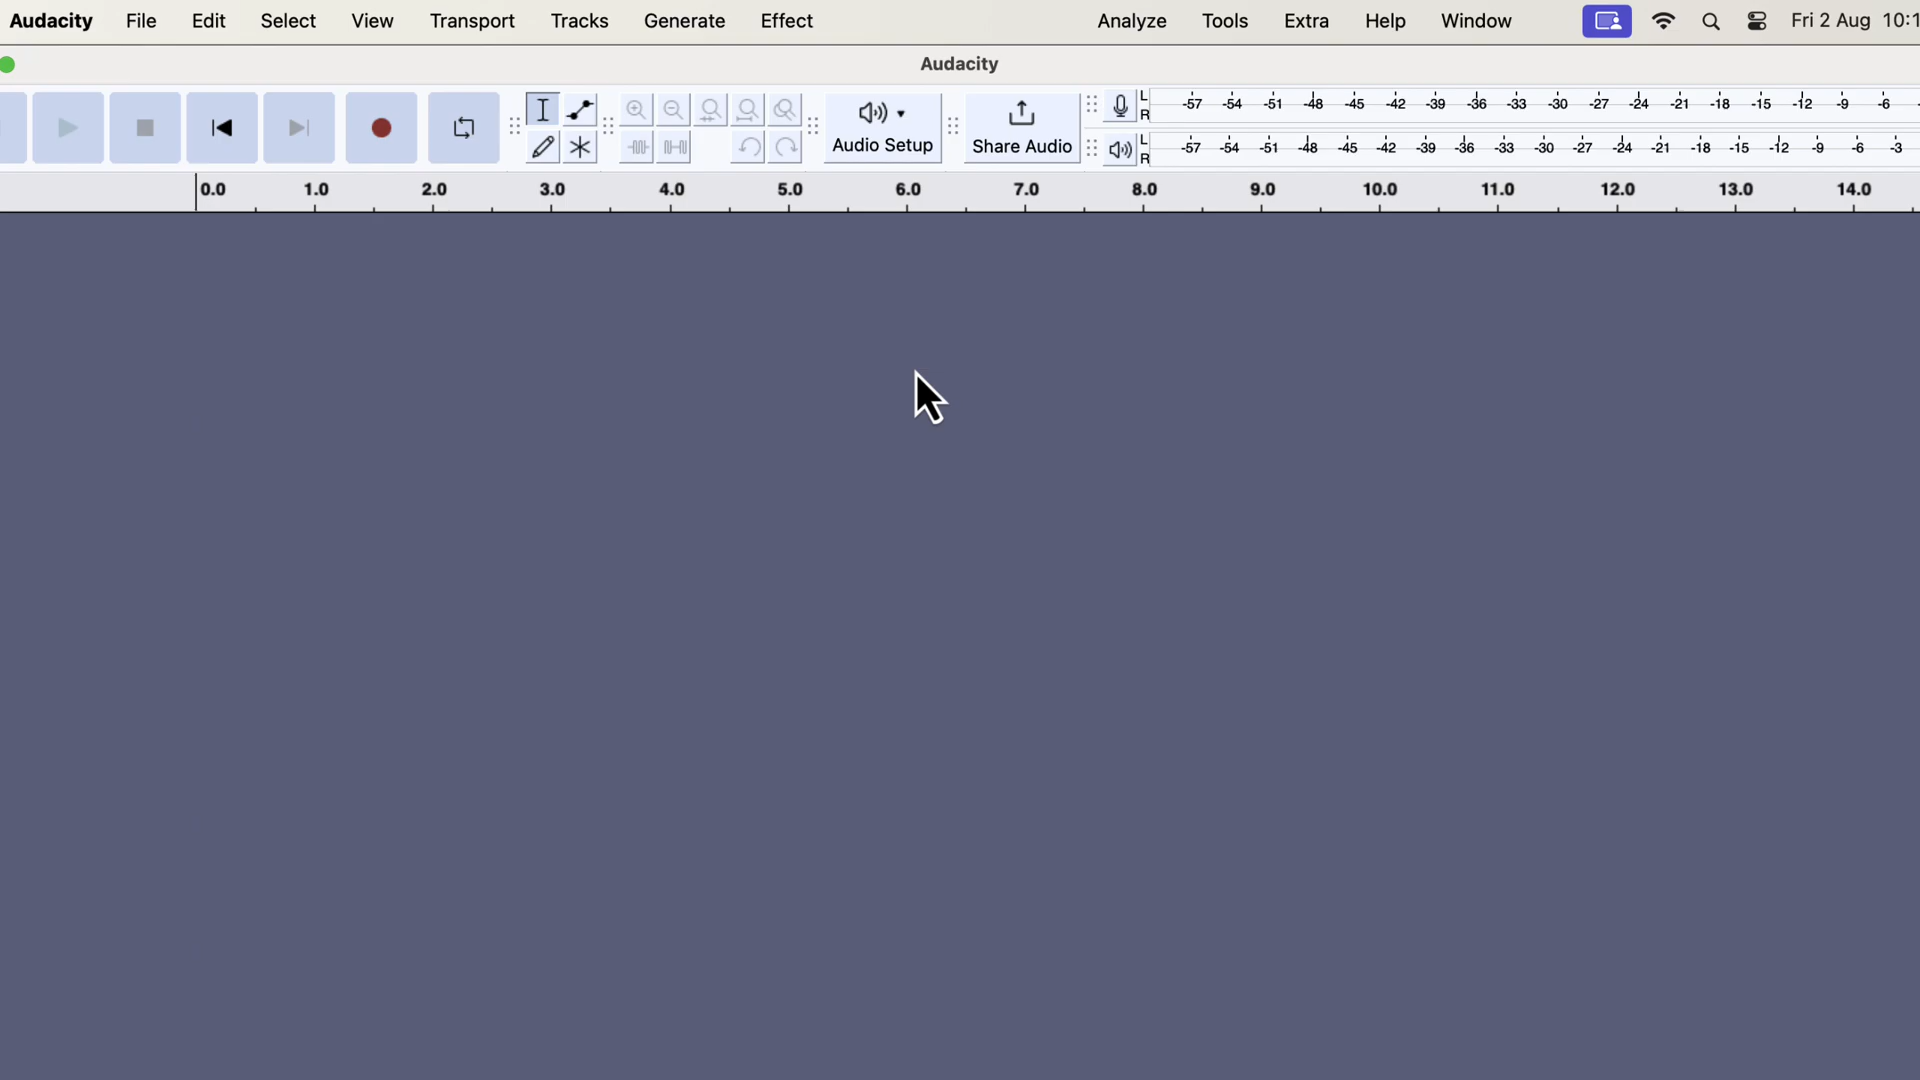 Audacity File Edit Select View Transport Tracks Generate Effect Analyze Tools Extra Help Window Fri 2 Aug 10:1
Audacity
L -57 -54 -51 -48 -45 -42 -39 -36 -33 -30 -27 -24 -21 -18 -15 -12 -9 -6
R
Audio Setup Share Audio
L -57 -54 -51 -48 -45 -42 -39 -36 -33 -30 -27 -24 -21 -18 -15 -12 -9 -6 -3
R
0.0 1.0 2.0 3.0 4.0 5.0 6.0 7.0 8.0 9.0 10.0 11.0 12.0 13.0 14.0